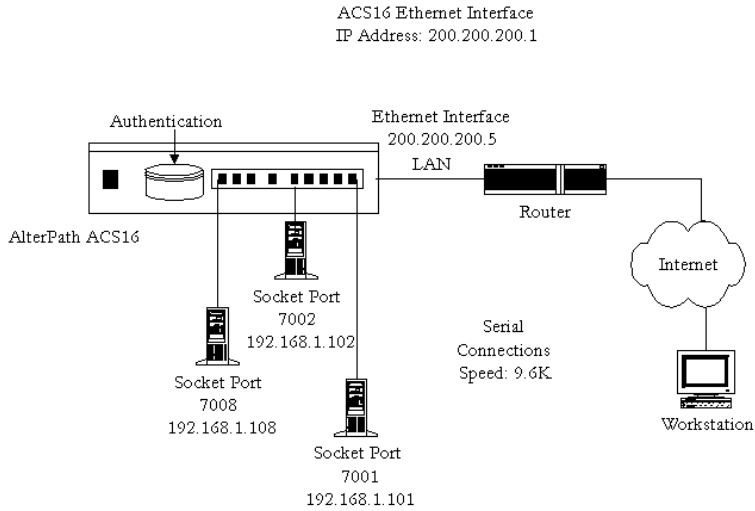 ACS16 Ethernet Interface
IP Address: 200.200.200.1
Authentication
Ethernet Interface
200.200.200.5
LAN
Router
AlterPath ACS16
Internet
Socket Port
7002
192.168.1.102
Serial
Connections
Speed: 9.6K
Socket Port
7008
192.168.1.108
Workstation
Socket Port
7001
192.168.1.101